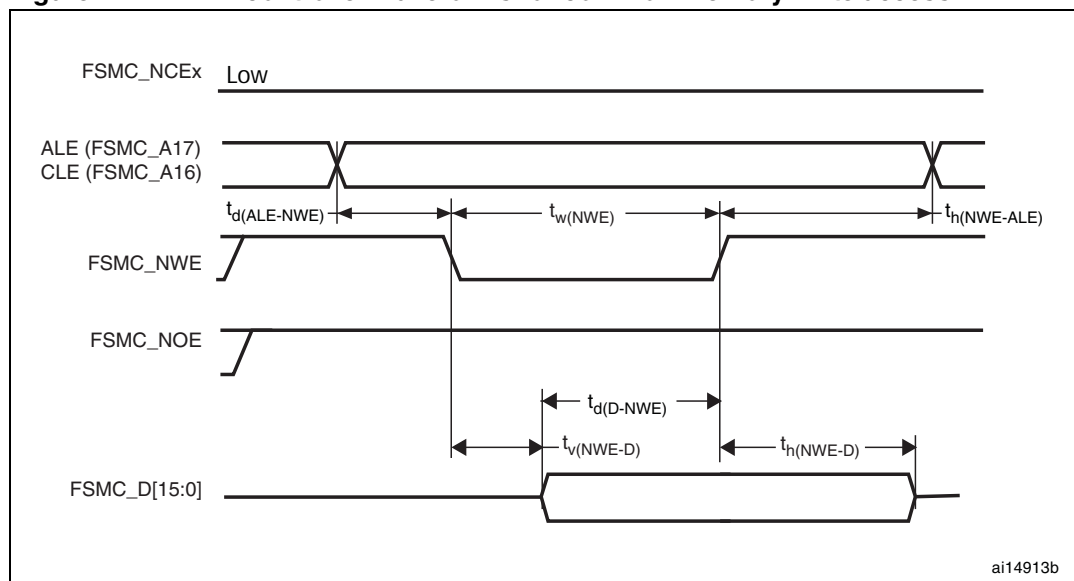 FSMC_NCEx Low
ALE (FSMC_A17)
CLE (FSMC_A16)
td(ALE-NWE) tw(NWE) th(NWE-ALE)
FSMC_NWE
FSMC_NOE
td(D-NWE)
tv(NWE-D) th(NWE-D)
FSMC_D[15:0]
ai14913b